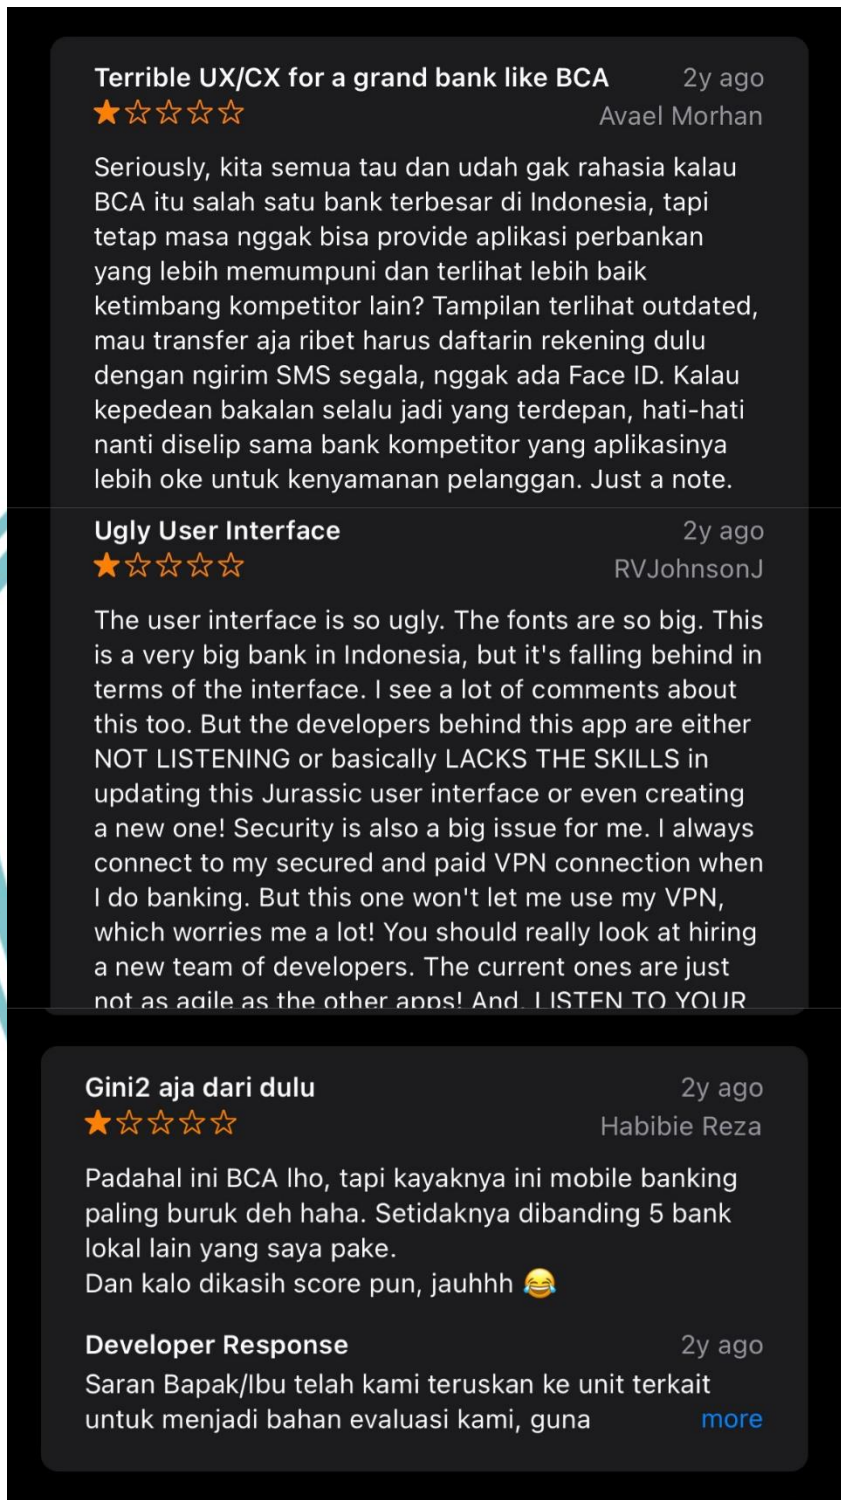 Terrible UX/CX for a grand bank like BCA 2y ago
★☆☆☆☆ Avael Morhan
Seriously, kita semua tau dan udah gak rahasia kalau
BCA itu salah satu bank terbesar di Indonesia, tapi
tetap masa nggak bisa provide aplikasi perbankan
yang lebih memumpuni dan terlihat lebih baik
ketimbang kompetitor lain? Tampilan terlihat outdated,
mau transfer aja ribet harus daftarin rekening dulu
dengan ngirim SMS segala, nggak ada Face ID. Kalau
kepedean bakalan selalu jadi yang terdepan, hati-hati
nanti diselip sama bank kompetitor yang aplikasinya
lebih oke untuk kenyamanan pelanggan. Just a note.
Ugly User Interface 2y ago
★☆☆☆☆ RVJohnsonJ
The user interface is so ugly. The fonts are so big. This
is a very big bank in Indonesia, but it's falling behind in
terms of the interface. I see a lot of comments about
this too. But the developers behind this app are either
NOT LISTENING or basically LACKS THE SKILLS in
updating this Jurassic user interface or even creating
a new one! Security is also a big issue for me. I always
connect to my secured and paid VPN connection when
I do banking. But this one won't let me use my VPN,
which worries me a lot! You should really look at hiring
a new team of developers. The current ones are just
not as agile as the other apps! And, LISTEN TO YOUR
Gini2 aja dari dulu 2y ago
★☆☆☆☆ Habibie Reza
Padahal ini BCA lho, tapi kayaknya ini mobile banking
paling buruk deh haha. Setidaknya dibanding 5 bank
lokal lain yang saya pake.
Dan kalo dikasih score pun, jauhhh 😂
Developer Response 2y ago
Saran Bapak/Ibu telah kami teruskan ke unit terkait
untuk menjadi bahan evaluasi kami, guna more